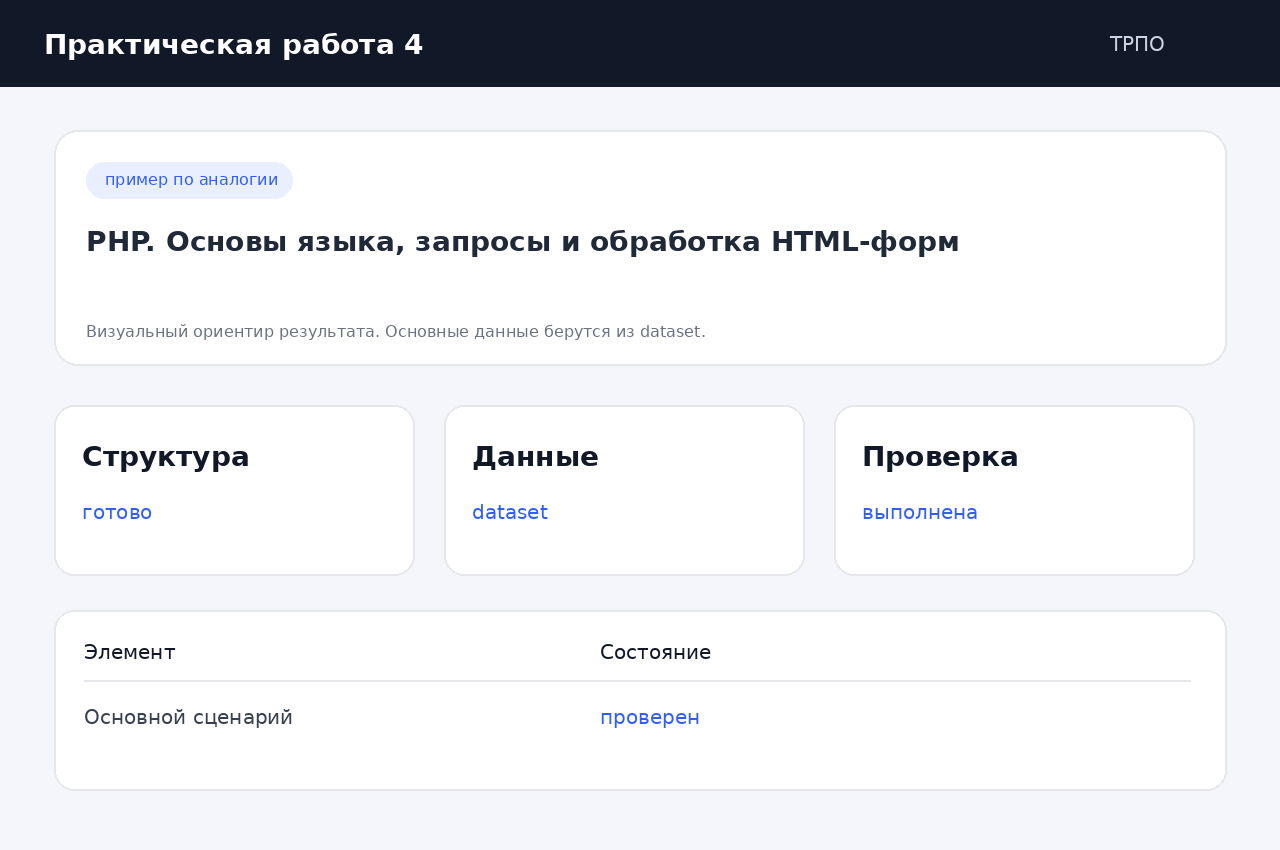 Практическая работа 4
ТРПО
пример по аналогии
PHP. Основы языка, запросы и обработка HTML-форм
Визуальный ориентир результата. Основные данные берутся из dataset.
Структура
готово
Данные
dataset
Проверка
выполнена
Элемент Состояние
Основной сценарий проверен